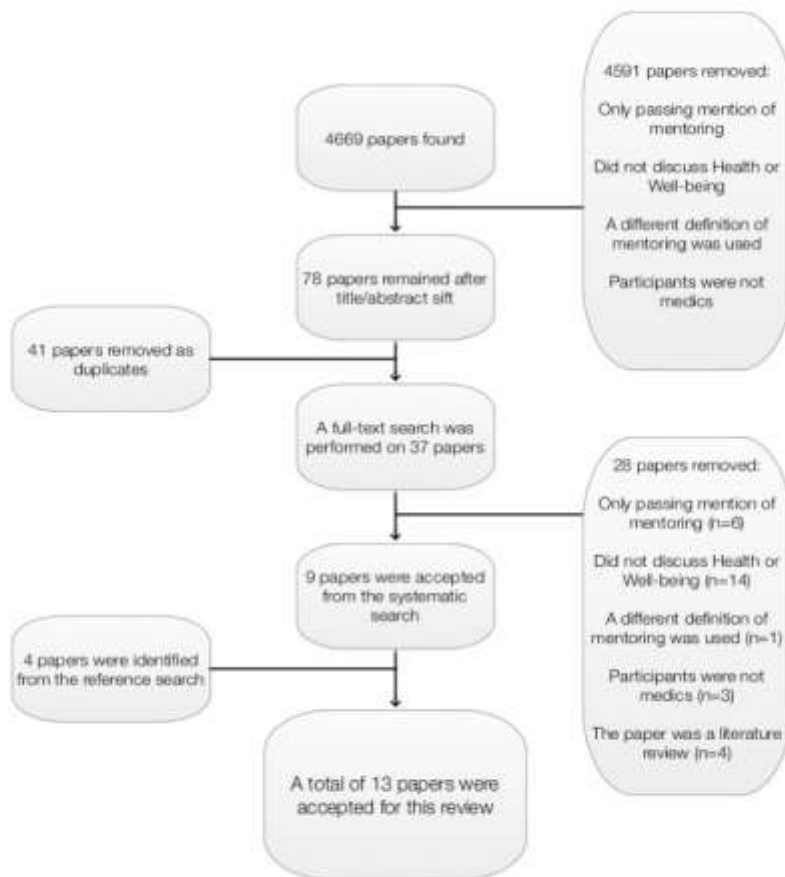 4669 papers found
4591 papers removed:
Only passing mention of
mentoring
Did not discuss Health or
Well-being
A different definition of
mentoring was used
Participants were not
medics
78 papers remained after
title/abstract sift
41 papers removed as
duplicates
A full-text search was
performed on 37 papers
28 papers removed:
Only passing mention of
mentoring (n=6)
Did not discuss Health or
Well-being (n=14)
A different definition of
mentoring was used (n=1)
Participants were not
medics (n=3)
The paper was a literature
review (n=4)
9 papers were accepted
from the systematic
search
4 papers were identified
from the reference search
A total of 13 papers were
accepted for this review